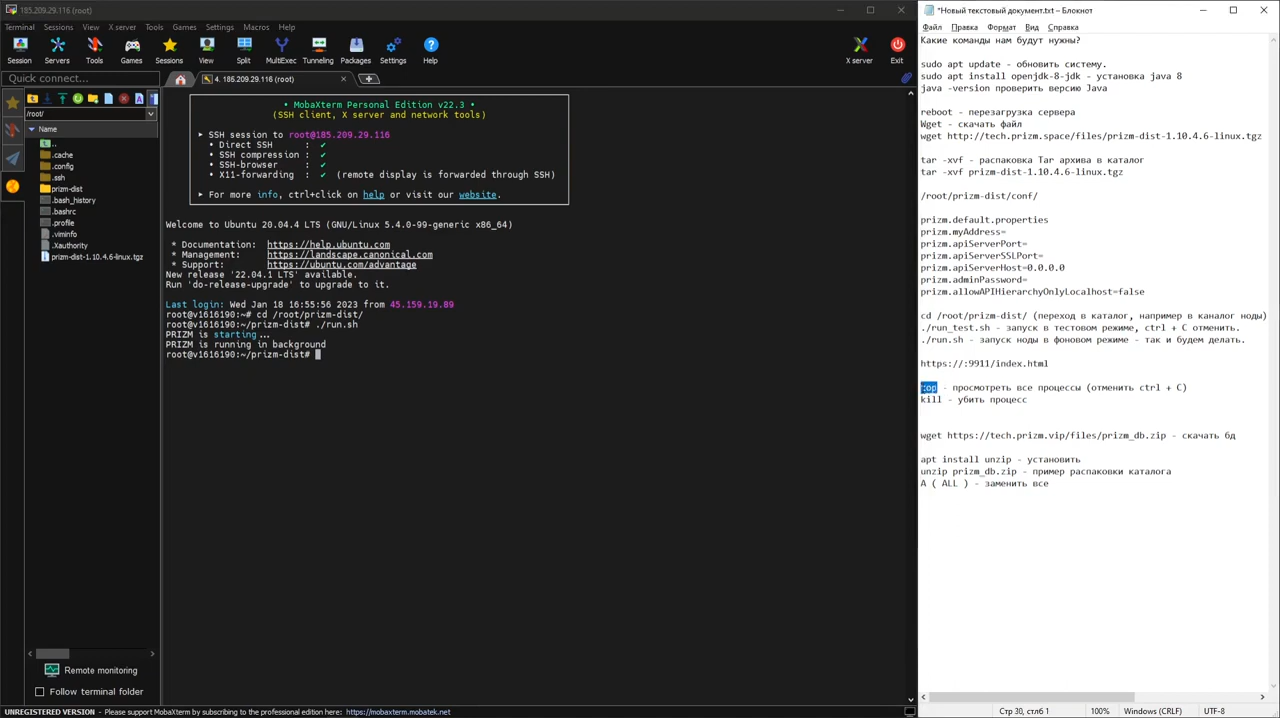 185.209.29.116 (root)
Terminal Sessions View X server Tools Games Settings Macros Help
Session Servers Tools Games Sessions View Split MultiExec Tunneling Packages Settings Help X server Exit
Quick connect...
4. 185.209.29.116 (root)
/root/
Name
..
.cache
.config
.ssh
prizm-dist
.bash_history
.bashrc
.profile
.viminfo
.Xauthority
prizm-dist-1.10.4.6-linux.tgz
Remote monitoring
Follow terminal folder
• MobaXterm Personal Edition v22.3 •
(SSH client, X server and network tools)
► SSH session to root@185.209.29.116
• Direct SSH : ✔
• SSH compression : ✔
• SSH-browser : ✔
• X11-forwarding : ✔ (remote display is forwarded through SSH)
► For more info, ctrl+click on help or visit our website.
Welcome to Ubuntu 20.04.4 LTS (GNU/Linux 5.4.0-99-generic x86_64)
* Documentation: https://help.ubuntu.com
* Management: https://landscape.canonical.com
* Support: https://ubuntu.com/advantage
New release '22.04.1 LTS' available.
Run 'do-release-upgrade' to upgrade to it.
Last login: Wed Jan 18 16:55:56 2023 from 45.159.19.89
root@v1616190:~# cd /root/prizm-dist/
root@v1616190:~/prizm-dist# ./run.sh
PRIZM is starting...
PRIZM is running in background
root@v1616190:~/prizm-dist#
UNREGISTERED VERSION - Please support MobaXterm by subscribing to the professional edition here: https://mobaxterm.mobatek.net
*Новый текстовый документ.txt – Блокнот
Файл Правка Формат Вид Справка
Какие команды нам будут нужны?
sudo apt update - обновить систему.
sudo apt install openjdk-8-jdk - установка java 8
java -version проверить версию Java
reboot - перезагрузка сервера
Wget - скачать файл
wget http://tech.prizm.space/files/prizm-dist-1.10.4.6-linux.tgz
tar -xvf - распаковка Tar архива в каталог
tar -xvf prizm-dist-1.10.4.6-linux.tgz
/root/prizm-dist/conf/
prizm.default.properties
prizm.myAddress=
prizm.apiServerPort=
prizm.apiServerSSLPort=
prizm.apiServerHost=0.0.0.0
prizm.adminPassword=
prizm.allowAPIHierarchyOnlyLocalhost=false
cd /root/prizm-dist/ (переход в каталог, например в каналог ноды)
./run_test.sh - запуск в тестовом режиме, ctrl + C отменить.
./run.sh - запуск ноды в фоновом режиме - так и будем делать.
https://:9911/index.html
top - просмотреть все процессы (отменить ctrl + C)
kill - убить процесс
wget https://tech.prizm.vip/files/prizm_db.zip - скачать бд
apt install unzip - установить
unzip prizm_db.zip - пример распаковки каталога
A ( ALL ) - заменить все
Стр 30, стлб 1 100% Windows (CRLF) UTF-8